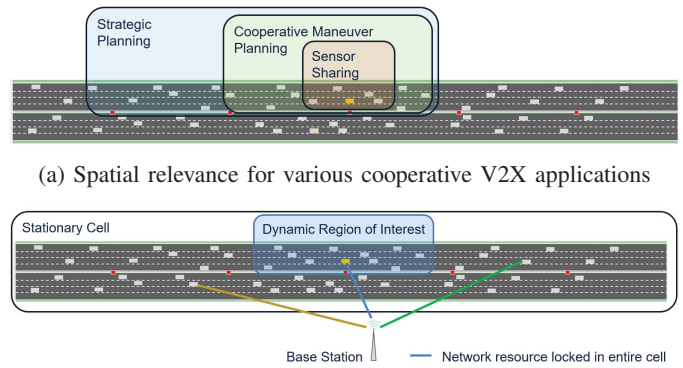 Strategic
Planning
Cooperative Maneuver
Planning
Sensor
Sharing
(a) Spatial relevance for various cooperative V2X applications
Stationary Cell
Dynamic Region of Interest
Base Station
Network resource locked in entire cell